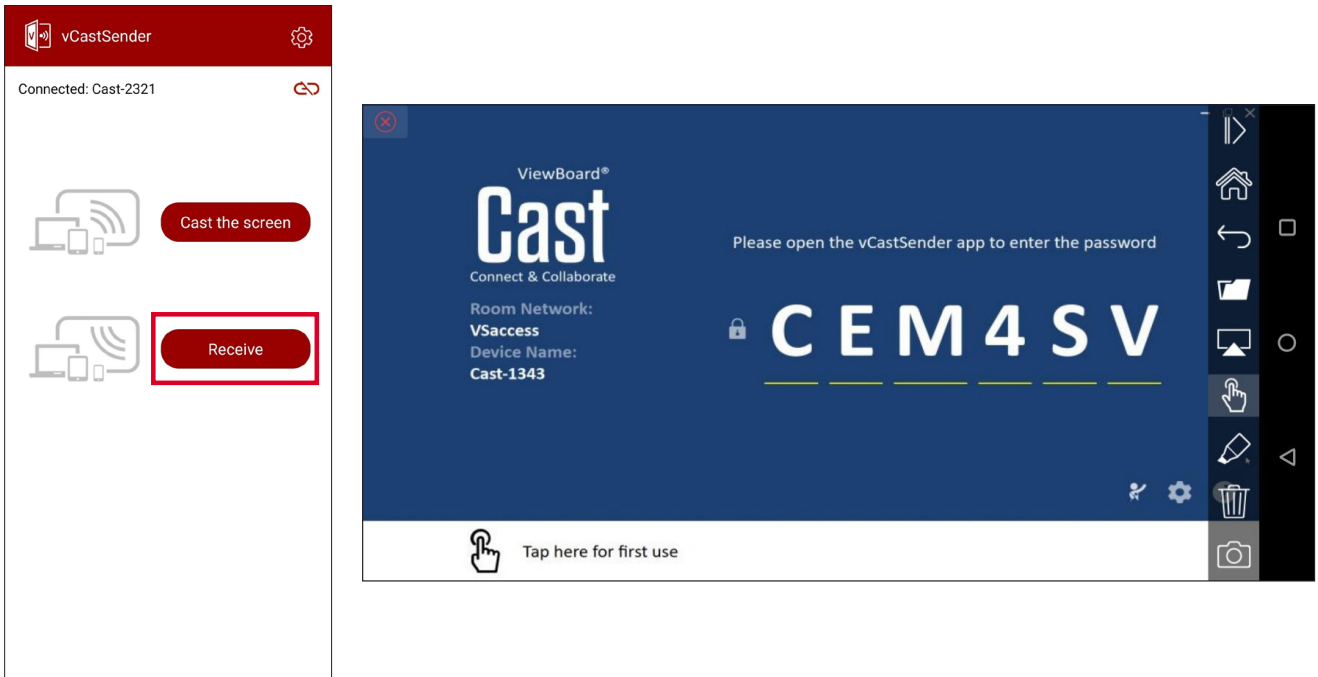 vCastSender
Connected: Cast-2321
Cast the screen
Receive
ViewBoard®
Cast
Connect & Collaborate
Room Network:
VSaccess
Device Name:
Cast-1343
Please open the vCastSender app to enter the password
CEM4SV
Tap here for first use